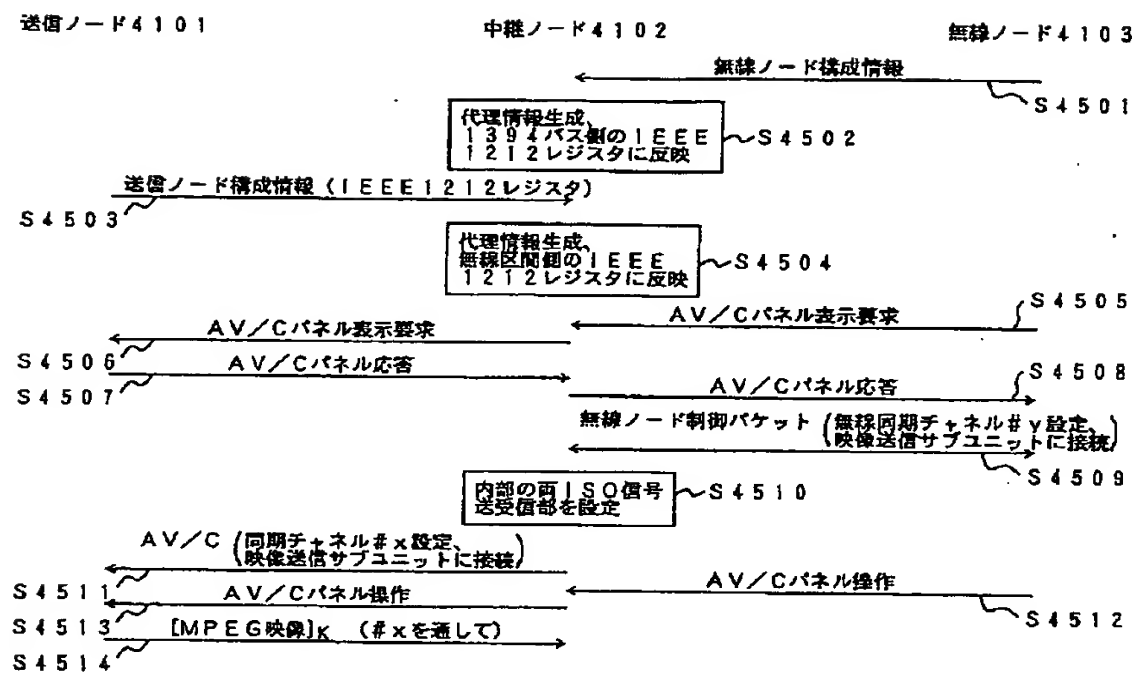 送信ノード4101
中継ノード4102
無線ノード4103
無線ノード構成情報
S4501
代理情報生成、
1394バス側のIEEE
1212レジスタに反映
S4502
送信ノード構成情報(IEEE1212レジスタ)
S4503
代理情報生成、
無線区間側のIEEE
1212レジスタに反映
S4504
S4505
AV/Cパネル表示要求
AV/Cパネル表示要求
S4506
AV/Cパネル応答
S4508
S4507
AV/Cパネル応答
無線ノード制御パケット(無線同期チャネル#y設定、
映像送信サブユニットに接続)
S4509
内部の両ISO信号
送受信部を設定
S4510
AV/C(同期チャネル#x設定、
映像送信サブユニットに接続)
S4511
AV/Cパネル操作
AV/Cパネル操作
S4512
S4513
[MPEG映像]K (#xを通して)
S4514